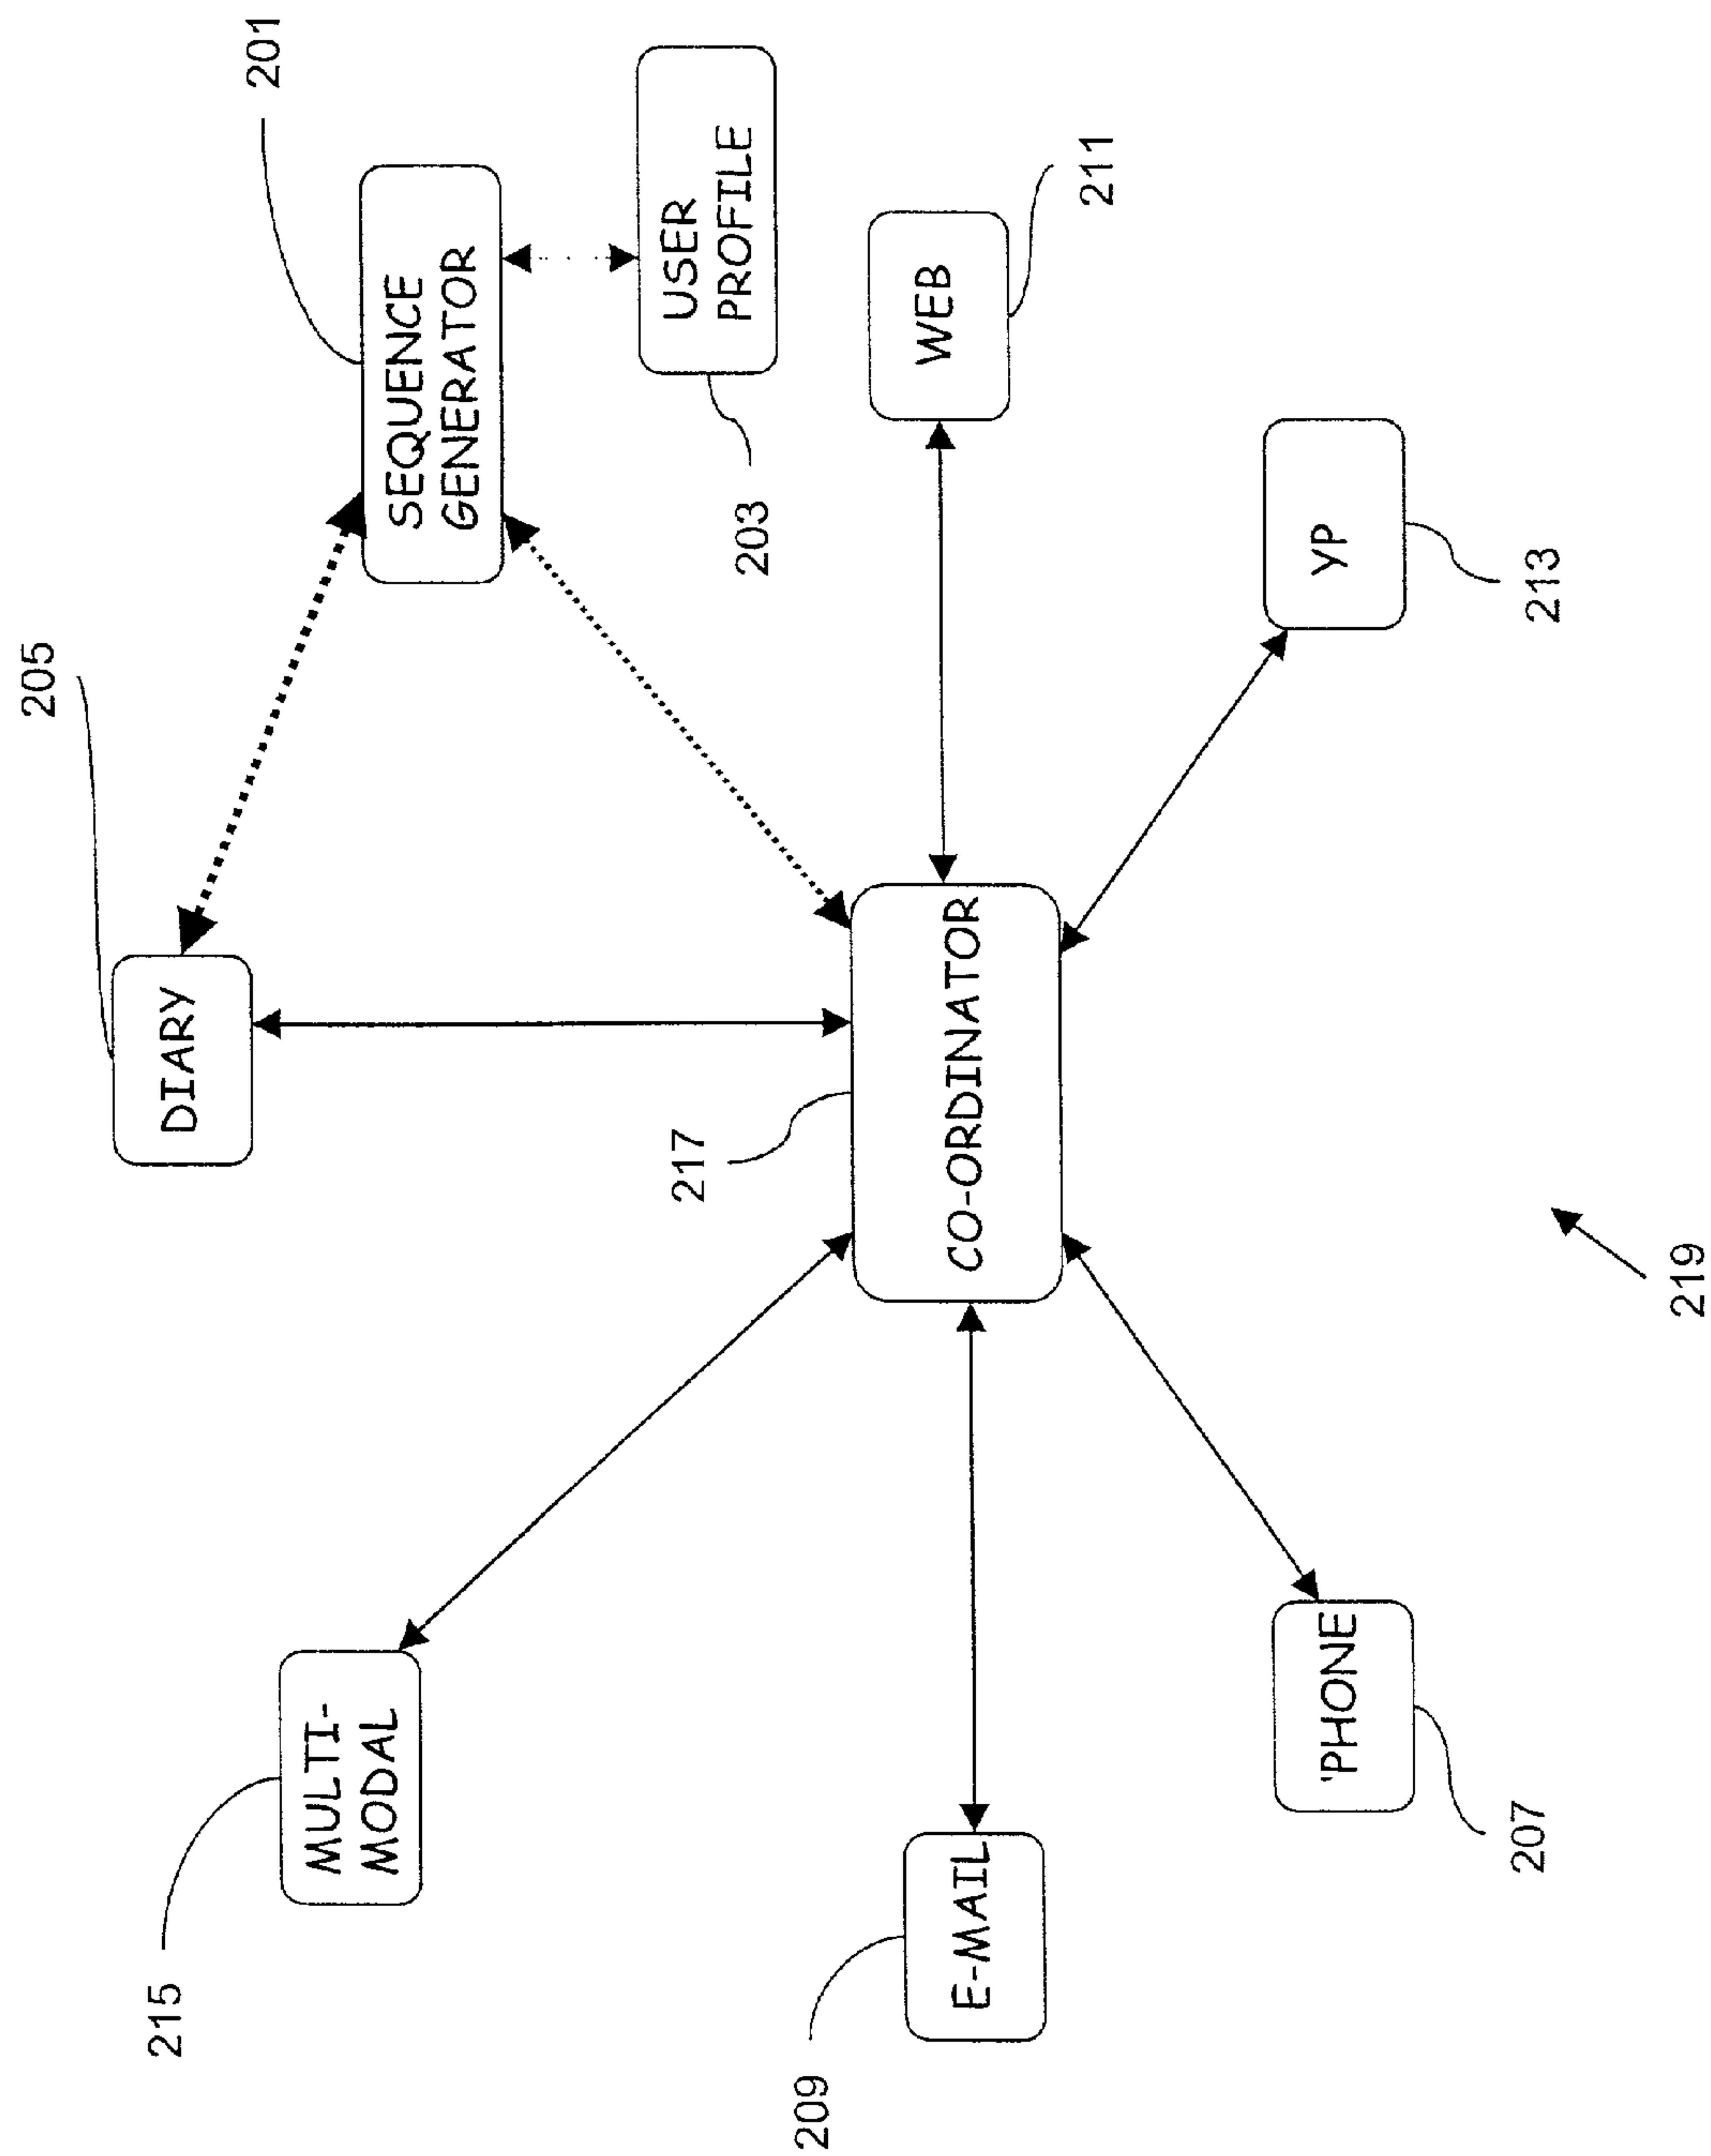 205
215
DIARY
201
MULTI-
MODAL
SEQUENCE
GENERATOR
217
USER
PROFILE
203
209
E-MAIL
CO-ORDINATOR
WEB
211
'PHONE
YP
207
213
219